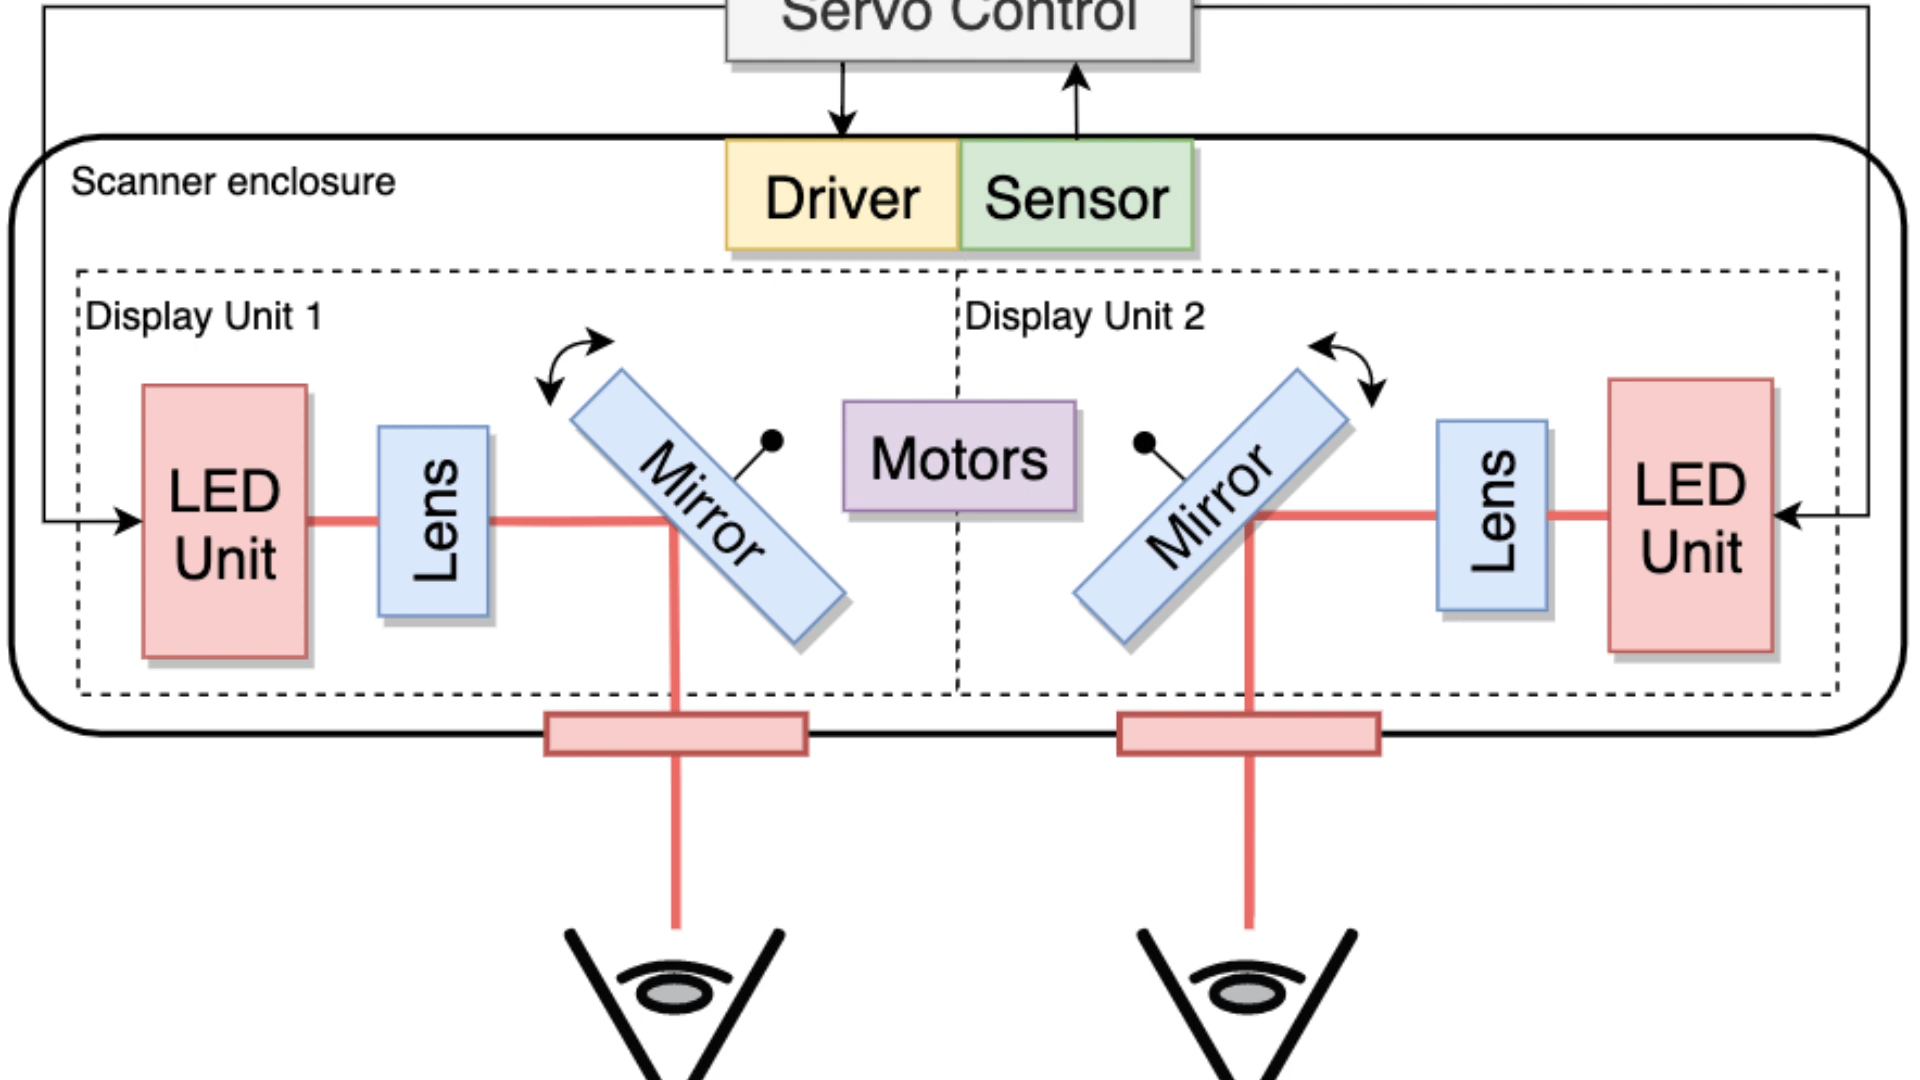 Servo Control
Scanner enclosure
Driver
Sensor
Display Unit 1
Display Unit 2
LED
Unit
Lens
Mirror
Motors
Mirror
Lens
LED
Unit